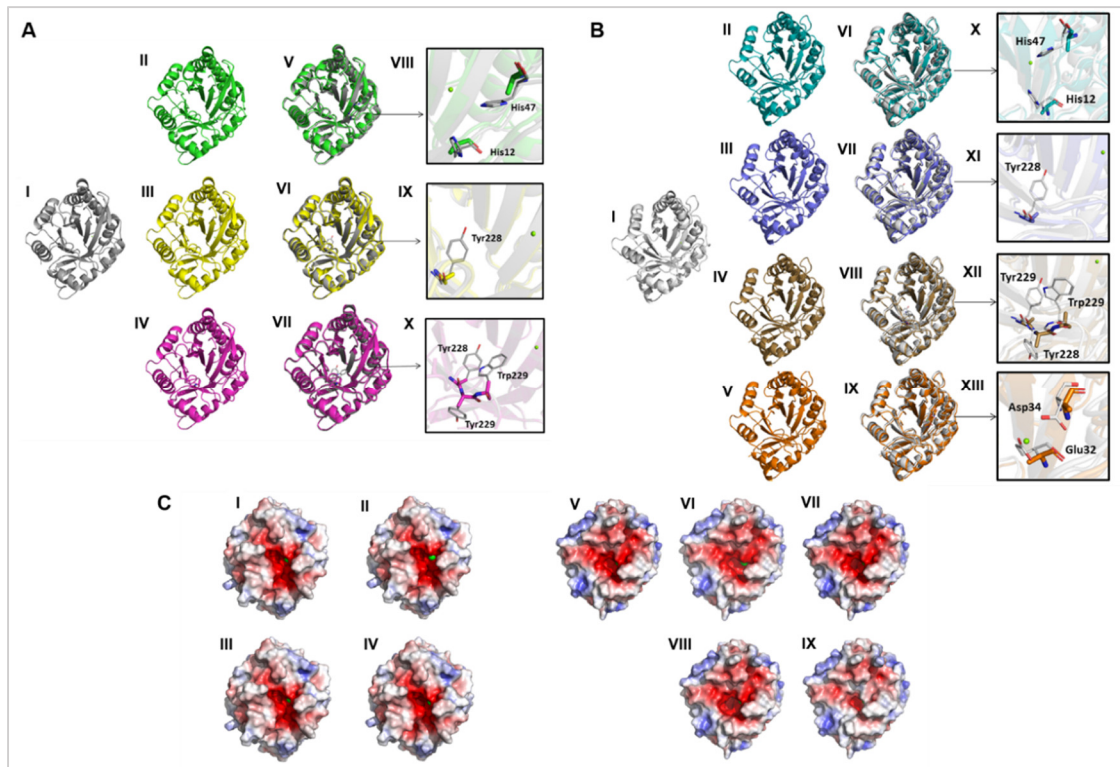 A
II
V
VIII
His47
His12
I
III
VI
IX
Tyr228
IV
VII
X
Tyr228
Trp229
Tyr229
B
II
VI
X
His47
His12
III
VII
XI
Tyr228
I
IV
VIII
XII
Tyr229
Trp229
Tyr228
V
IX
XIII
Asp34
Glu32
C
I
II
V
VI
VII
III
IV
VIII
IX